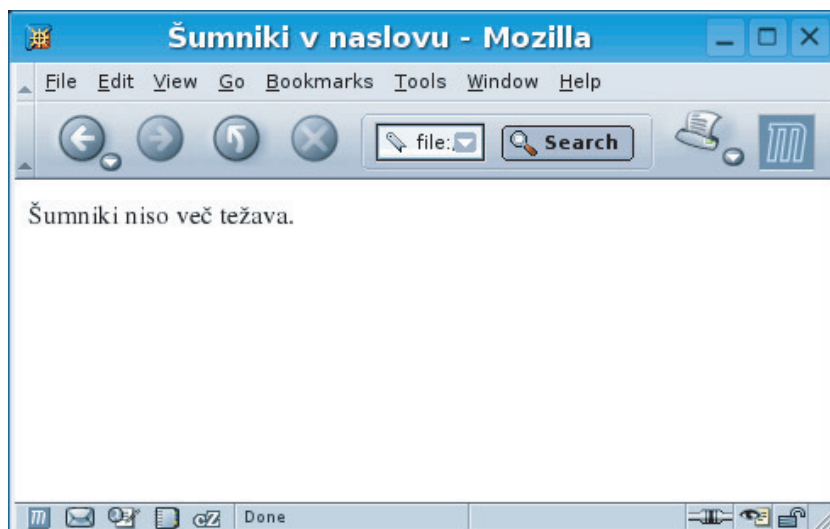 Šumniki v naslovu - Mozilla
File Edit View Go Bookmarks Tools Window Help
file:/ Search
Šumniki niso več težava.
Done